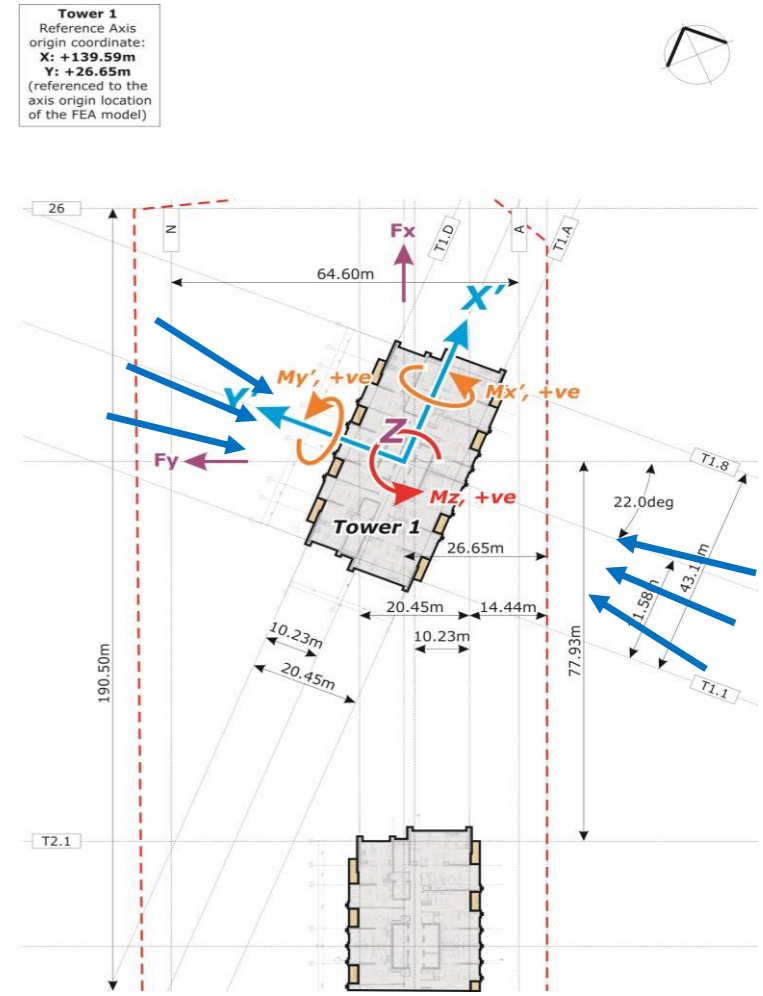 Tower 1
Reference Axis
origin coordinate:
X: +139.59m
Y: +26.65m
(referenced to the
axis origin location
of the FEA model)
26
N
T1.D
A
T1.A
Fx
64.60m
X'
My', +ve
Mx', +ve
Y'
Z
Fy
Mz, +ve
T1.8
Tower 1
22.0deg
26.65m
20.45m
14.44m
10.23m
10.23m
20.45m
77.93m
190.50m
T1.1
T2.1